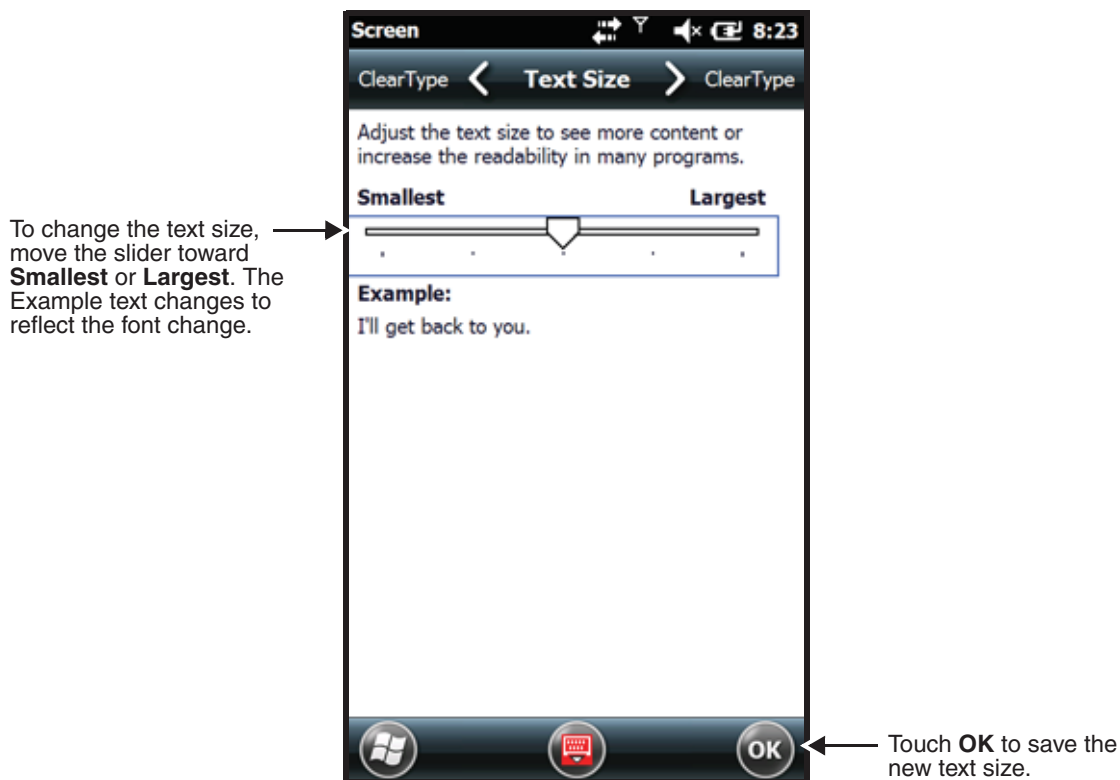 Screen 8:23
ClearType Text Size ClearType
Adjust the text size to see more content or
increase the readability in many programs.
Smallest Largest
To change the text size,
move the slider toward
Smallest or Largest. The
Example text changes to
reflect the font change.
Example:
I'll get back to you.
OK
Touch OK to save the
new text size.